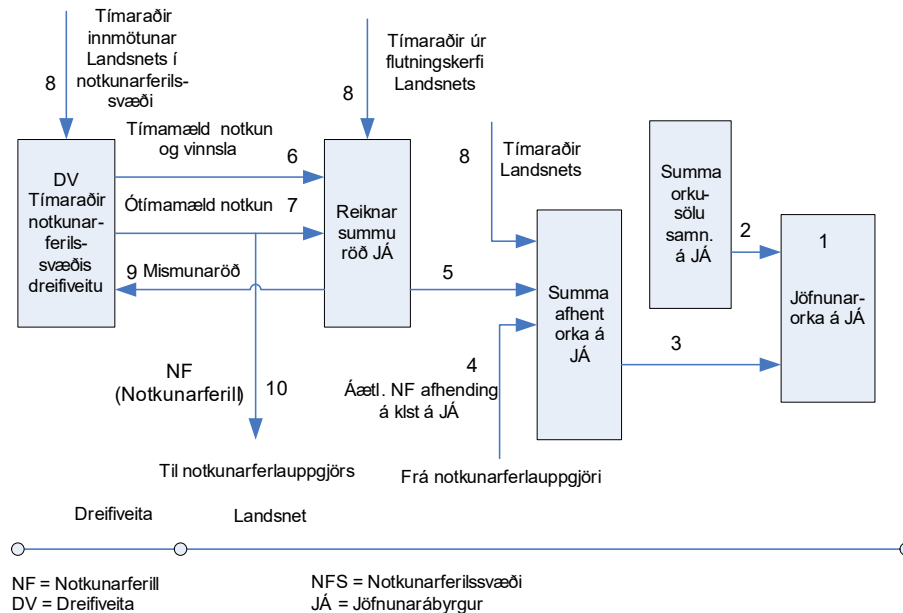 Tímaraðir
innmötunar
Landsnets í
notkunarferils-
svæði
8
Tímaraðir úr
flutningskerfi
Landsnets
8
DV
Tímaraðir
notkunar-
ferils-
svæðis
dreifiveitu
Tímamæld notkun
og vinnsla
6
Ótímamæld notkun
7
9
Mismunaröð
Reiknar
summu
röð JÁ
8
Tímaraðir
Landsnets
5
Summa
afhent
orka á
JÁ
Summa
orku-
sölu
samn.
á JÁ
2
1
Jöfnunar-
orka á JÁ
3
4
Áætl. NF afhending
á klst á JÁ
NF
(Notkunarferill)
10
Til notkunarferlauppgjörs
Frá notkunarferlauppgjöri
Dreifiveita
Landsnet
NF = Notkunarferill
DV = Dreifiveita
NFS = Notkunarferilssvæði
JÁ = Jöfnunarábyrgur